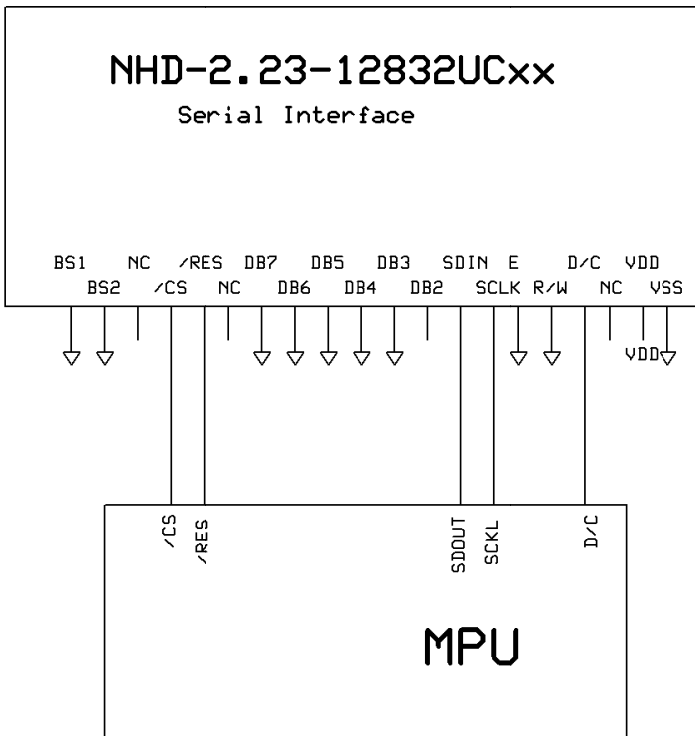 NHD-2.23-12832UCxx
Serial Interface
BS1 NC /RES DB7 DB5 DB3 SDIN E D/C VDD
BS2 /CS NC DB6 DB4 DB2 SCLK R/W NC VSS
VDD
/CS /RES SDOUT SCKL D/C
MPU